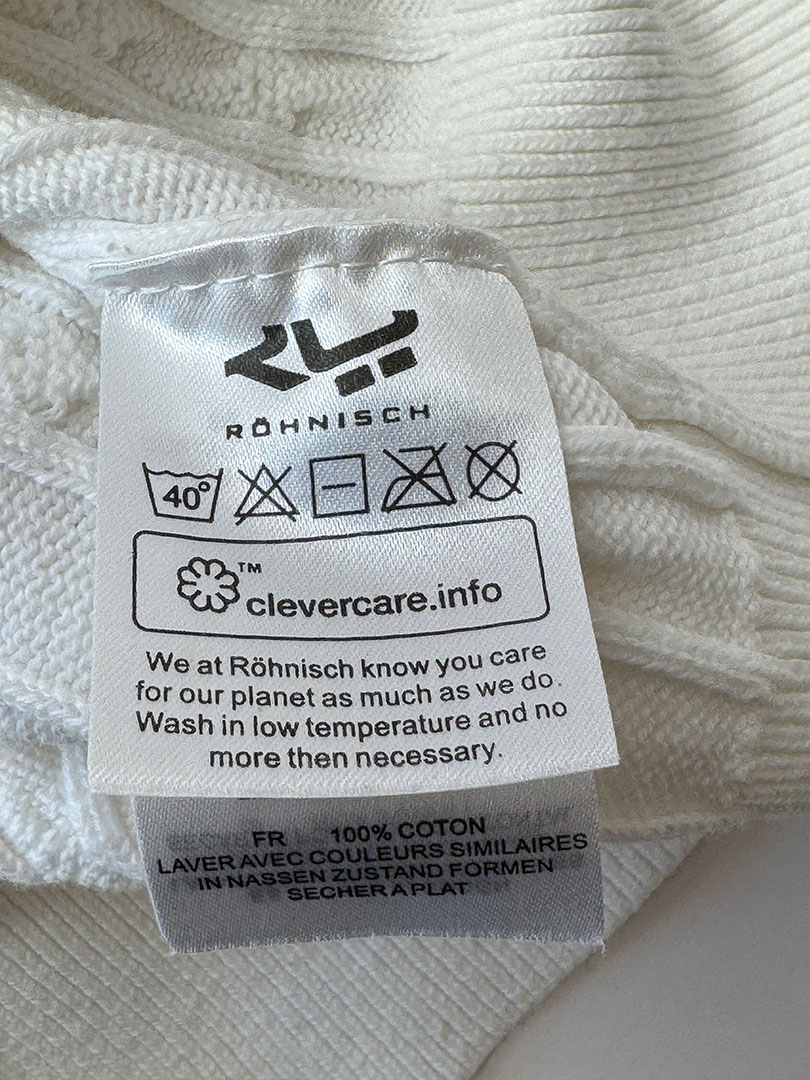 RÖHNISCH
40°
™
clevercare.info
We at Röhnisch know you care
for our planet as much as we do.
Wash in low temperature and no
more then necessary.
FR 100% COTON
LAVER AVEC COULEURS SIMILAIRES
IN NASSEN ZUSTAND FORMEN
SECHER A PLAT